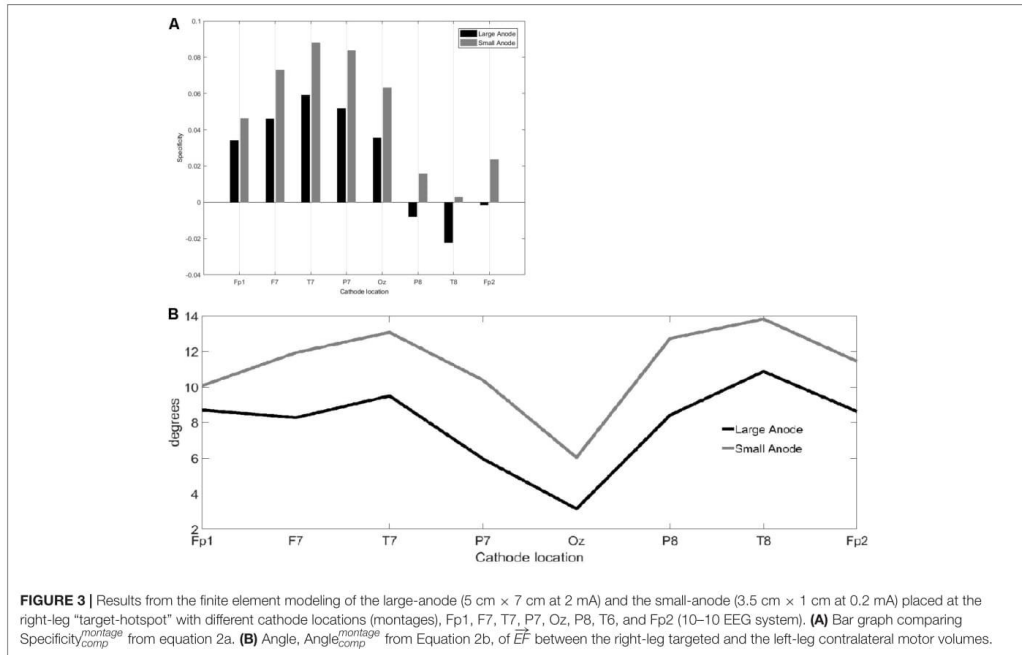 A
0.1
0.08
0.06
0.04
0.02
0
-0.02
-0.04
Specificity
Large Anode
Small Anode
Fp1 F7 T7 P7 Oz P8 T8 Fp2
Cathode location
B
14
12
10
8
6
4
2
degrees
Large Anode
Small Anode
Fp1 F7 T7 P7 Oz P8 T8 Fp2
Cathode location
FIGURE 3 | Results from the finite element modeling of the large-anode (5 cm × 7 cm at 2 mA) and the small-anode (3.5 cm × 1 cm at 0.2 mA) placed at the
right-leg “target-hotspot” with different cathode locations (montages), Fp1, F7, T7, P7, Oz, P8, T6, and Fp2 (10–10 EEG system). (A) Bar graph comparing
Specificity^{montage}_{comp} from equation 2a. (B) Angle, Angle^{montage}_{comp} from Equation 2b, of \overrightarrow{EF} between the right-leg targeted and the left-leg contralateral motor volumes.